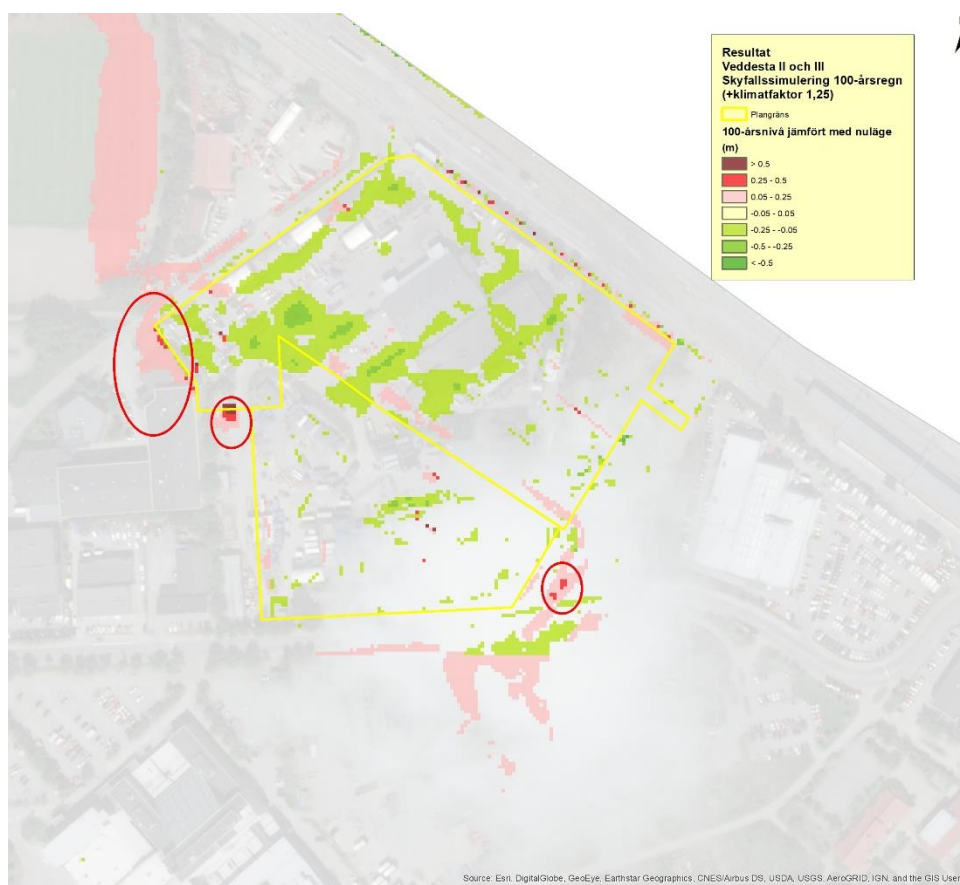 Resultat
Veddesta II och III
Skyfallssimulering 100-årsregn
(+klimatfaktor 1,25)
Plangräns
100-årsnivå jämfört med nuläge
(m)
> 0.5
0.25 - 0.5
0.05 - 0.25
-0.05 - 0.05
-0.25 - -0.05
-0.5 - -0.25
< -0.5
Source: Esri, DigitalGlobe, GeoEye, Earthstar Geographics, CNES/Airbus DS, USDA, USGS, AeroGRID, IGN, and the GIS User